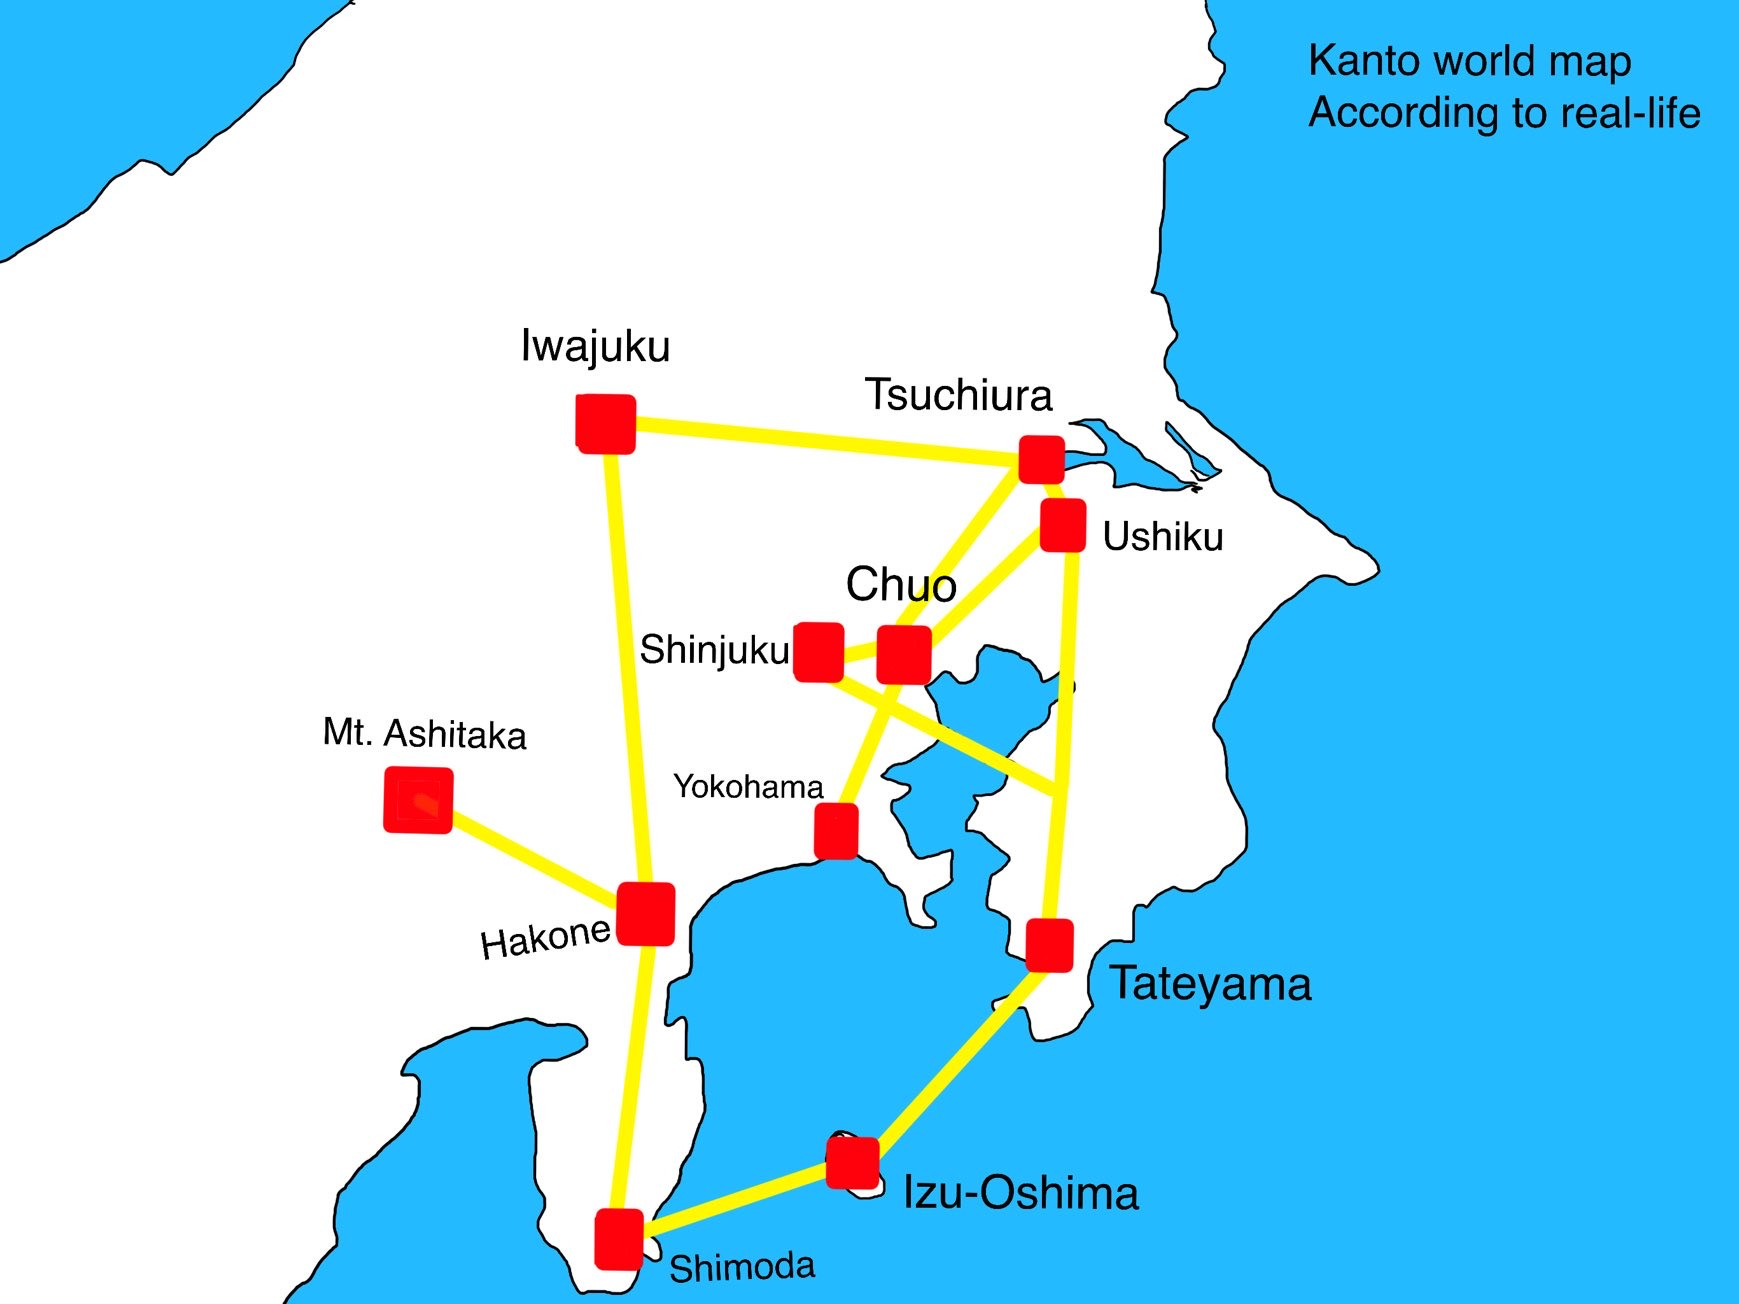 Kanto world map
According to real-life
Iwajuku
Tsuchiura
Ushiku
Chuo
Shinjuku
Mt. Ashitaka
Yokohama
Hakone
Tateyama
Izu-Oshima
Shimoda